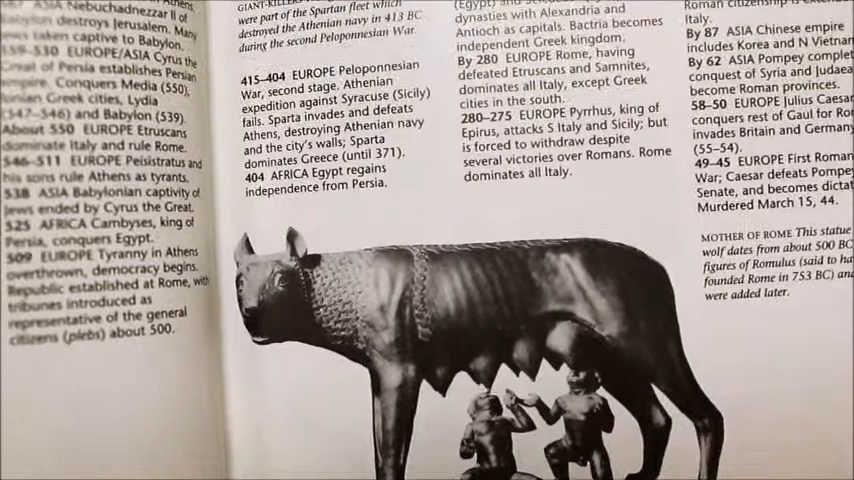 ASIA Nebuchadnezzar II of
Babylon destroys Jerusalem. Many
Jews taken captive to Babylon.
559–530 EUROPE/ASIA Cyrus the
Great of Persia establishes Persian
empire. Conquers Media (550),
Ionian Greek cities, Lydia
(547–546) and Babylon (539).
About 550 EUROPE Etruscans
dominate Italy and rule Rome.
546–511 EUROPE Peisistratus and
his sons rule Athens as tyrants.
538 ASIA Babylonian captivity of
Jews ended by Cyrus the Great.
525 AFRICA Cambyses, king of
Persia, conquers Egypt.
509 EUROPE Tyranny in Athens
overthrown, democracy begins.
Republic established at Rome, with
tribunes introduced as
representative of the general
citizens (plebs) about 500.
GIANT-KILLERS
were part of the Spartan fleet which
destroyed the Athenian navy in 413 BC
during the second Peloponnesian War.
415–404 EUROPE Peloponnesian
War, second stage. Athenian
expedition against Syracuse (Sicily)
fails. Sparta invades and defeats
Athens, destroying Athenian navy
and the city's walls; Sparta
dominates Greece (until 371).
404 AFRICA Egypt regains
independence from Persia.
(Egypt) and
dynasties with Alexandria and
Antioch as capitals. Bactria becomes
independent Greek kingdom.
By 280 EUROPE Rome, having
defeated Etruscans and Samnites,
dominates all Italy, except Greek
cities in the south.
280–275 EUROPE Pyrrhus, king of
Epirus, attacks S Italy and Sicily; but
is forced to withdraw despite
several victories over Romans. Rome
dominates all Italy.
Roman citizenship is
Italy.
By 87 ASIA Chinese empire
includes Korea and N Vietnam
By 62 ASIA Pompey complet
conquest of Syria and Judaea
become Roman provinces.
58–50 EUROPE Julius Caesar
conquers rest of Gaul for Ro
invades Britain and Germany
(55–54).
49–45 EUROPE First Roman
War; Caesar defeats Pompey
Senate, and becomes dictat
Murdered March 15, 44.
MOTHER OF ROME This statue
wolf dates from about 500 BC
figures of Romulus (said to ha
founded Rome in 753 BC) and
were added later.